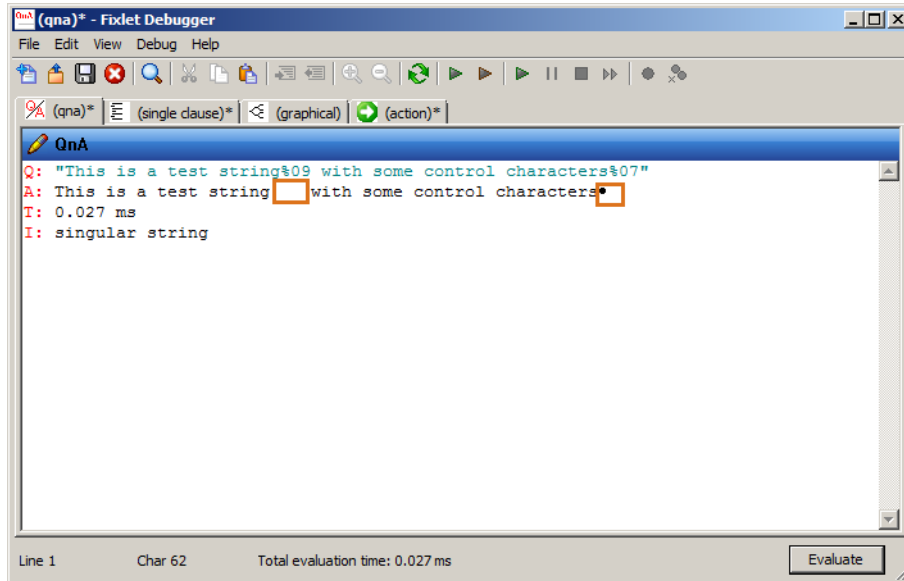 QnA (qna)* - Fixlet Debugger
File Edit View Debug Help
(qna)* (single clause)* (graphical) (action)*
QnA
Q: "This is a test string%09 with some control characters%07"
A: This is a test string with some control characters•
T: 0.027 ms
I: singular string
Line 1 Char 62 Total evaluation time: 0.027 ms Evaluate